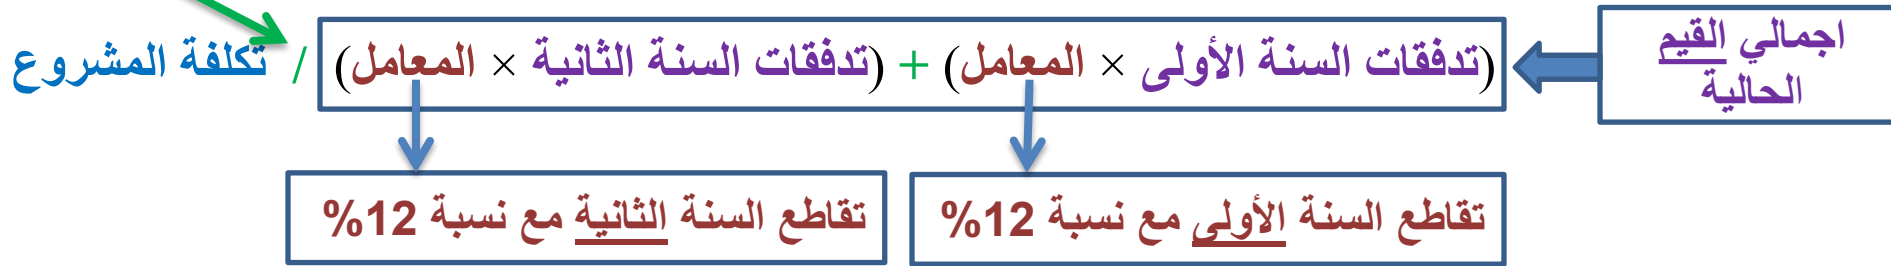 اجمالي القيم
الحالية
(تدفقات السنة الأولى × المعامل) + (تدفقات السنة الثانية × المعامل) / تكلفة المشروع
تقاطع السنة الأولى مع نسبة 12%
تقاطع السنة الثانية مع نسبة 12%